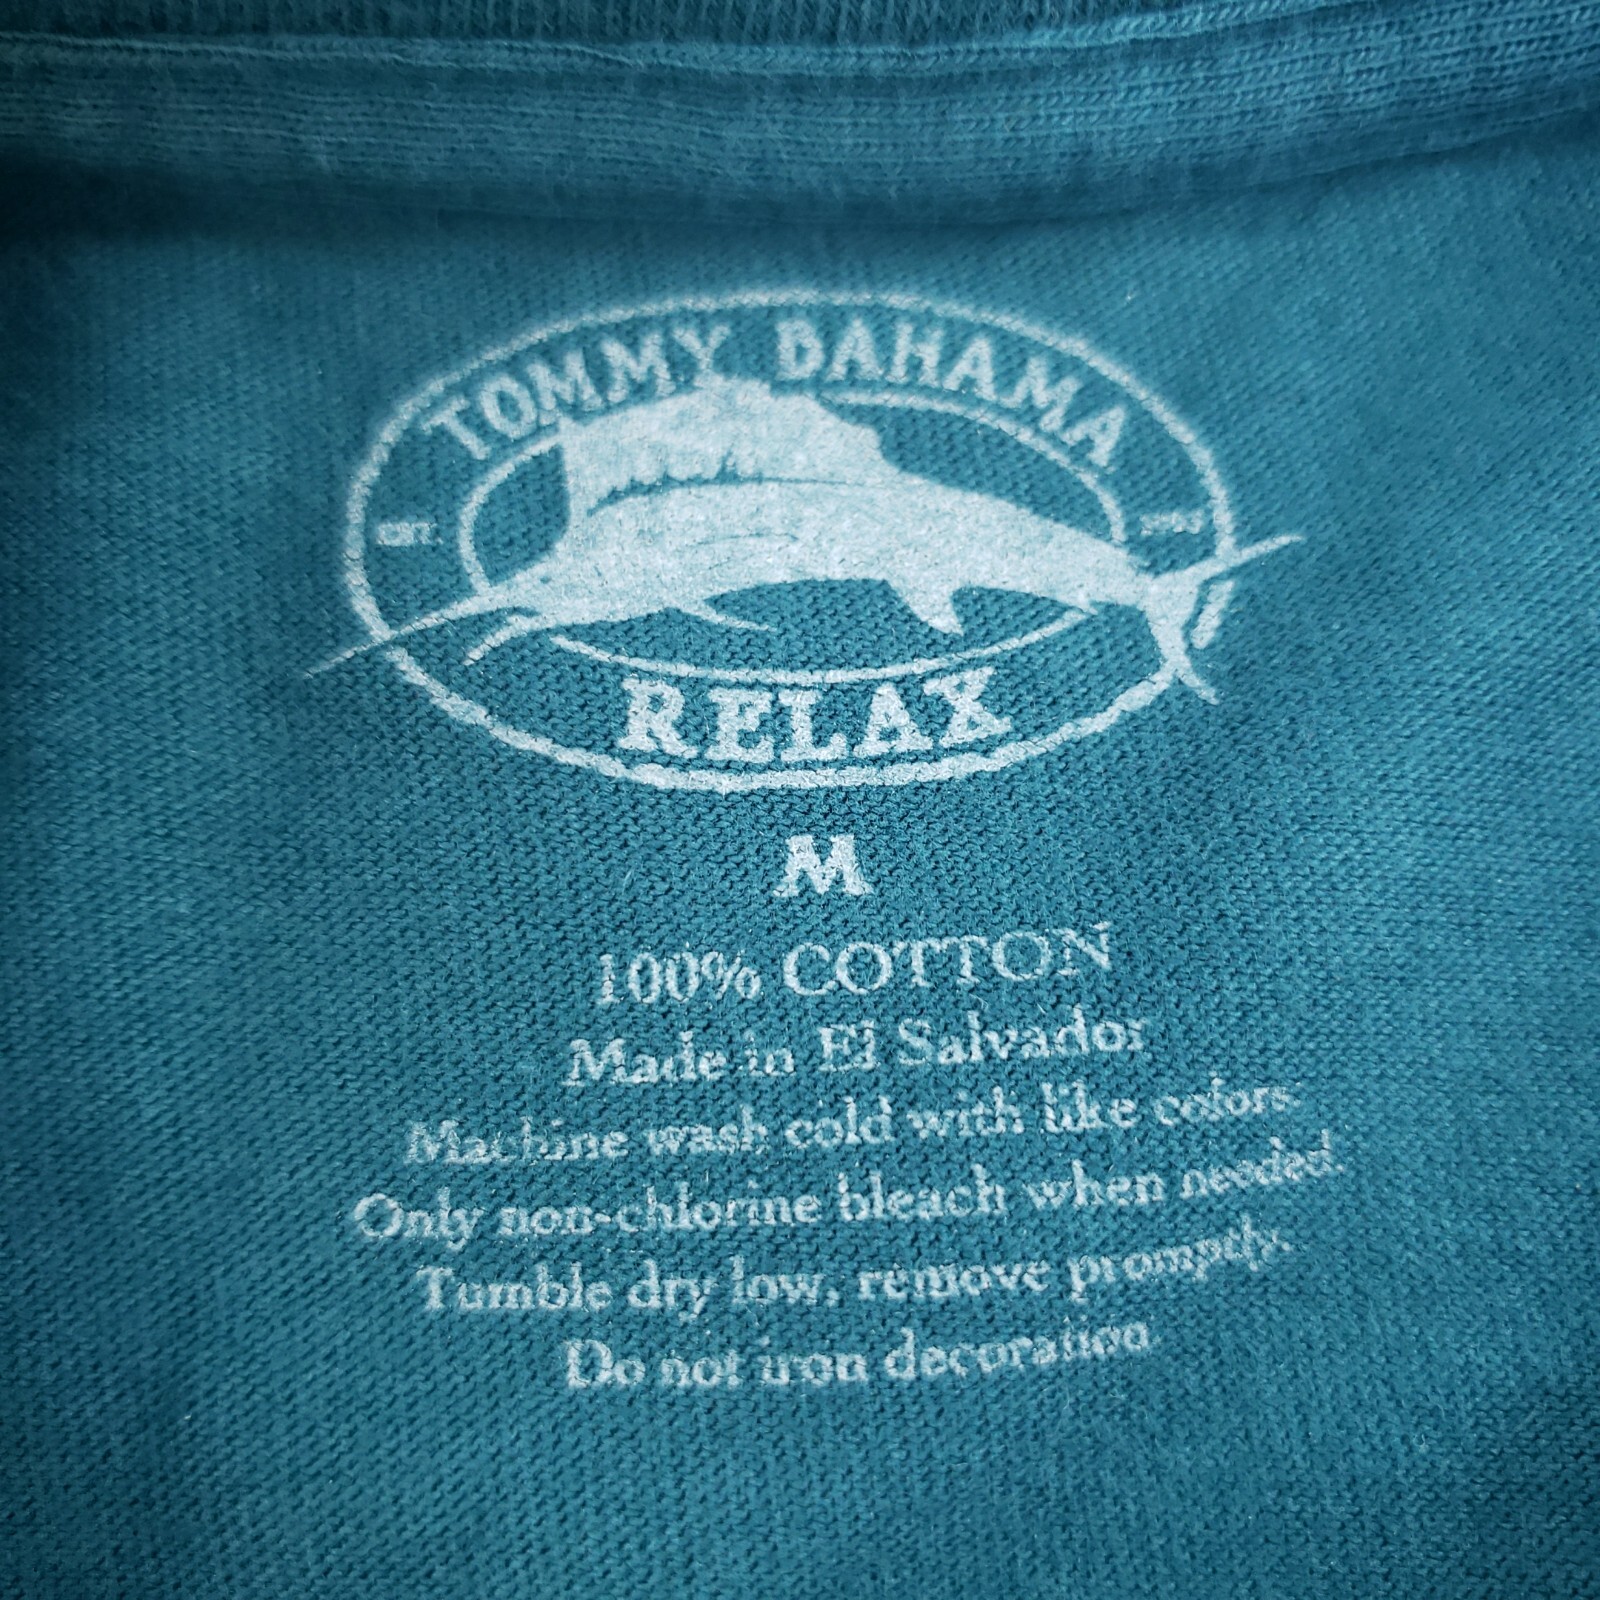 TOMMY BAHAMA
EST.
RELAX
M
100% COTTON
Made in El Salvador
Machine wash cold with like colors.
Only non-chlorine bleach when needed.
Tumble dry low, remove promptly.
Do not iron decoration.